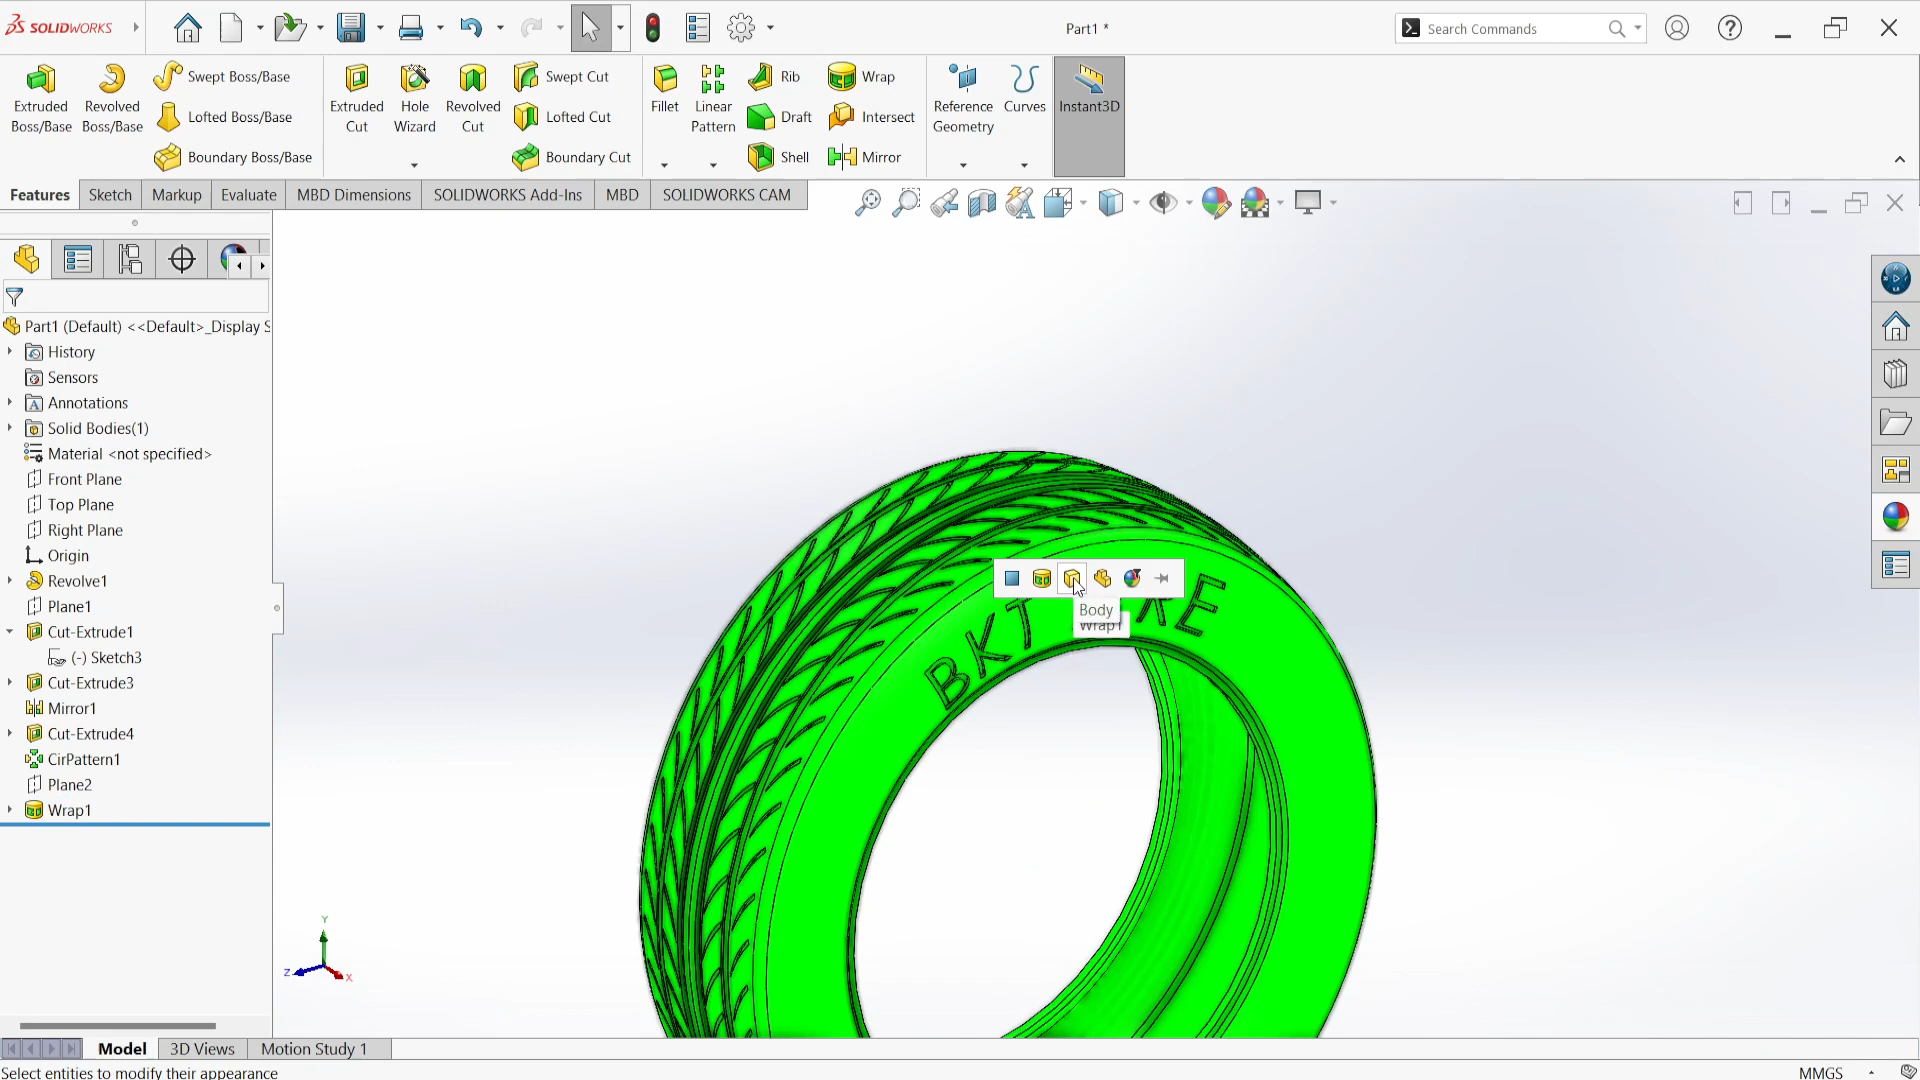 SOLIDWORKS
Part1 *
Search Commands
Extruded Boss/Base
Revolved Boss/Base
Swept Boss/Base
Lofted Boss/Base
Boundary Boss/Base
Extruded Cut
Hole Wizard
Revolved Cut
Swept Cut
Lofted Cut
Boundary Cut
Fillet
Linear Pattern
Rib
Draft
Shell
Wrap
Intersect
Mirror
Reference Geometry
Curves
Instant3D
Features
Sketch
Markup
Evaluate
MBD Dimensions
SOLIDWORKS Add-Ins
MBD
SOLIDWORKS CAM
Part1 (Default) <<Default>_Display S
History
Sensors
A Annotations
Solid Bodies(1)
Material <not specified>
Front Plane
Top Plane
Right Plane
Origin
Revolve1
Plane1
Cut-Extrude1
(-) Sketch3
Cut-Extrude3
Mirror1
Cut-Extrude4
CirPattern1
Plane2
Wrap1
Body
Wrap1
BKT
RE
Y
Z
X
Model
3D Views
Motion Study 1
Select entities to modify their appearance
MMGS